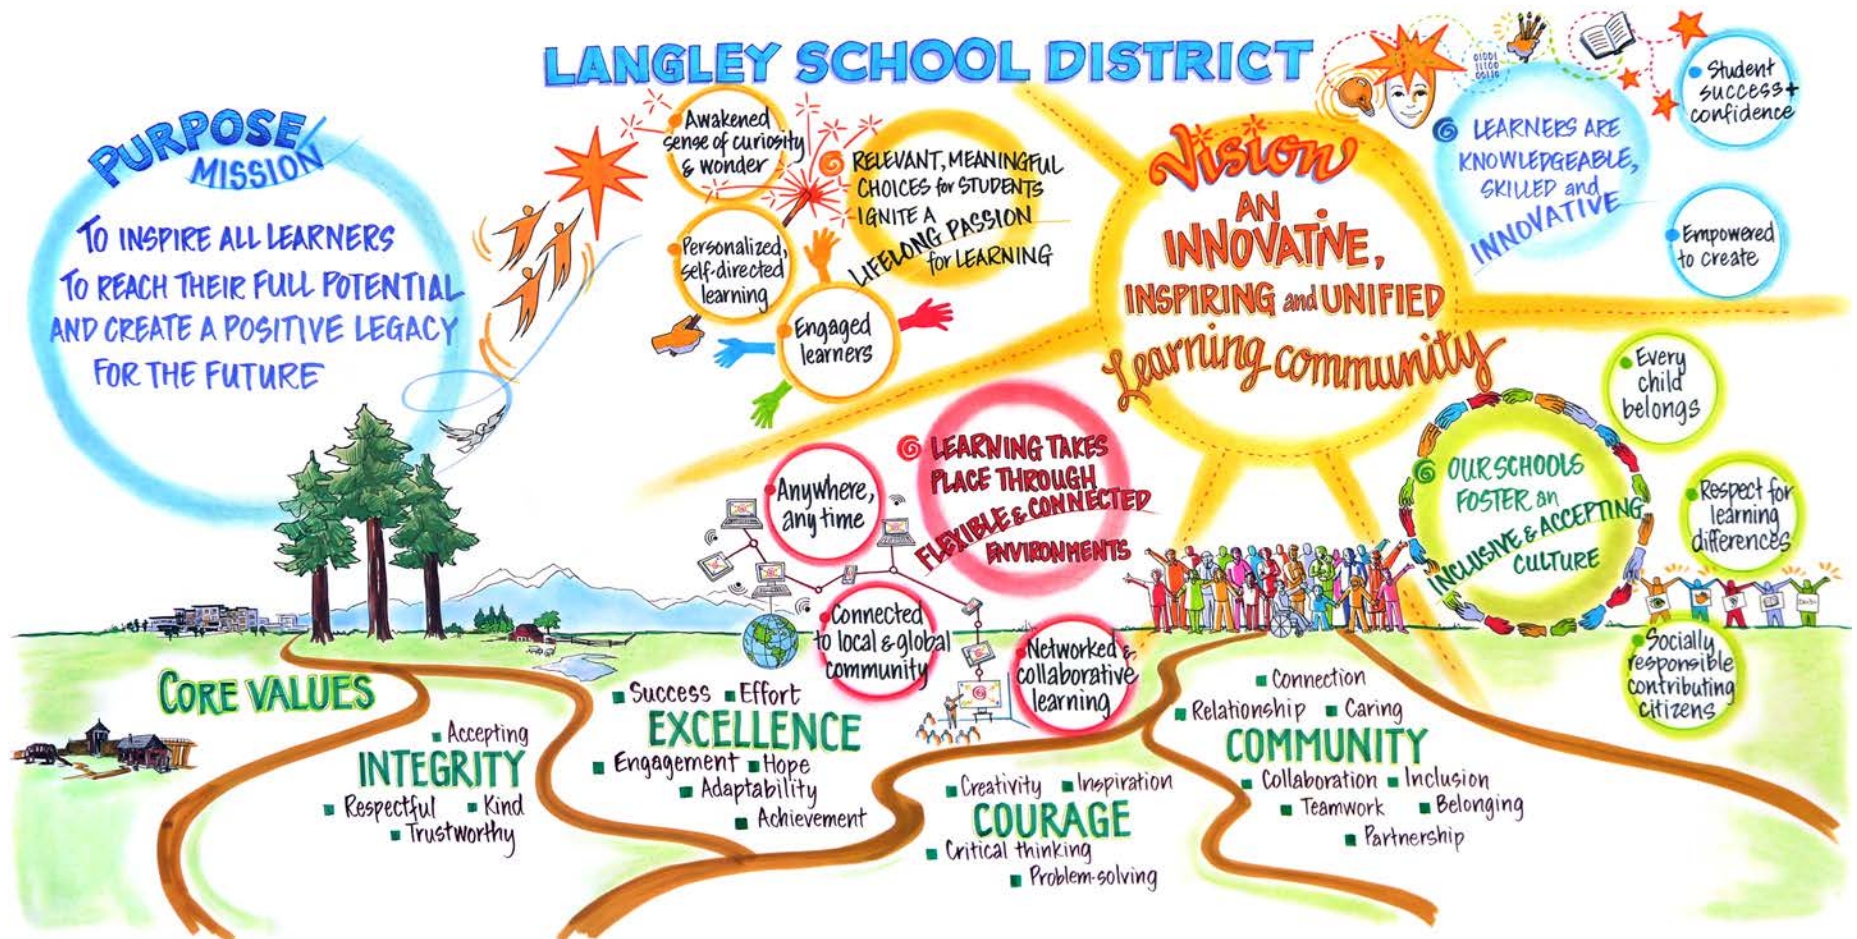 LANGLEY SCHOOL DISTRICT
PURPOSE/
MISSION
TO INSPIRE ALL LEARNERS
TO REACH THEIR FULL POTENTIAL
AND CREATE A POSITIVE LEGACY
FOR THE FUTURE
Awakened
sense of curiosity
& wonder
Personalized,
self-directed
learning
Engaged
learners
RELEVANT, MEANINGFUL
CHOICES for STUDENTS
IGNITE A
LIFELONG PASSION
for LEARNING
Vision
AN
INNOVATIVE,
INSPIRING and UNIFIED
Learning community
01001
11100
00110
LEARNERS ARE
KNOWLEDGEABLE,
SKILLED and
INNOVATIVE
Student
success+
confidence
Empowered
to create
LEARNING TAKES
PLACE THROUGH
FLEXIBLE & CONNECTED
ENVIRONMENTS
Anywhere,
any time
Connected
to local & global
community
Networked &
collaborative
learning
OUR SCHOOLS
FOSTER an
INCLUSIVE & ACCEPTING
CULTURE
Every
child
belongs
Respect for
learning
differences
Socially
responsible
contributing
citizens
CORE VALUES
Accepting
INTEGRITY
Respectful Kind
Trustworthy
Success Effort
EXCELLENCE
Engagement Hope
Adaptability
Achievement
Creativity Inspiration
COURAGE
Critical thinking
Problem-solving
Connection
Relationship Caring
COMMUNITY
Collaboration Inclusion
Teamwork Belonging
Partnership